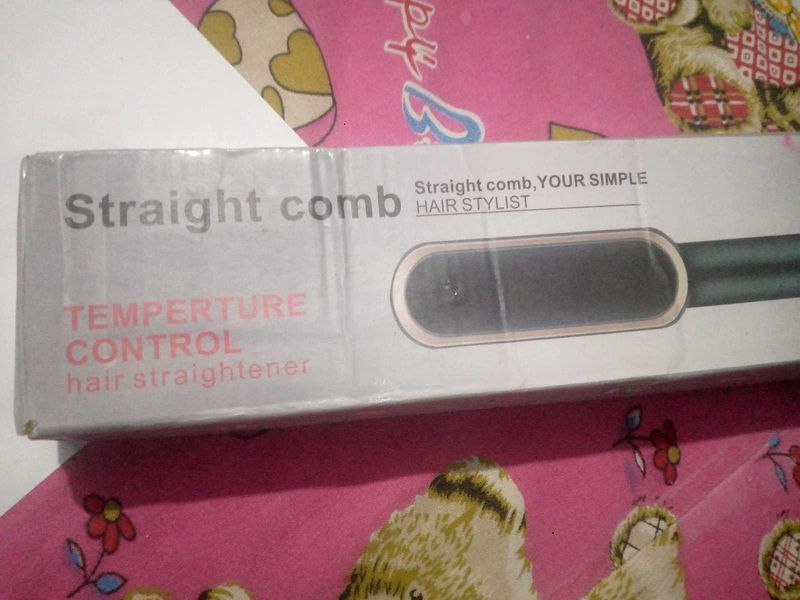 Straight comb
Straight comb,YOUR SIMPLE
HAIR STYLIST
TEMPERTURE
CONTROL
hair straightener